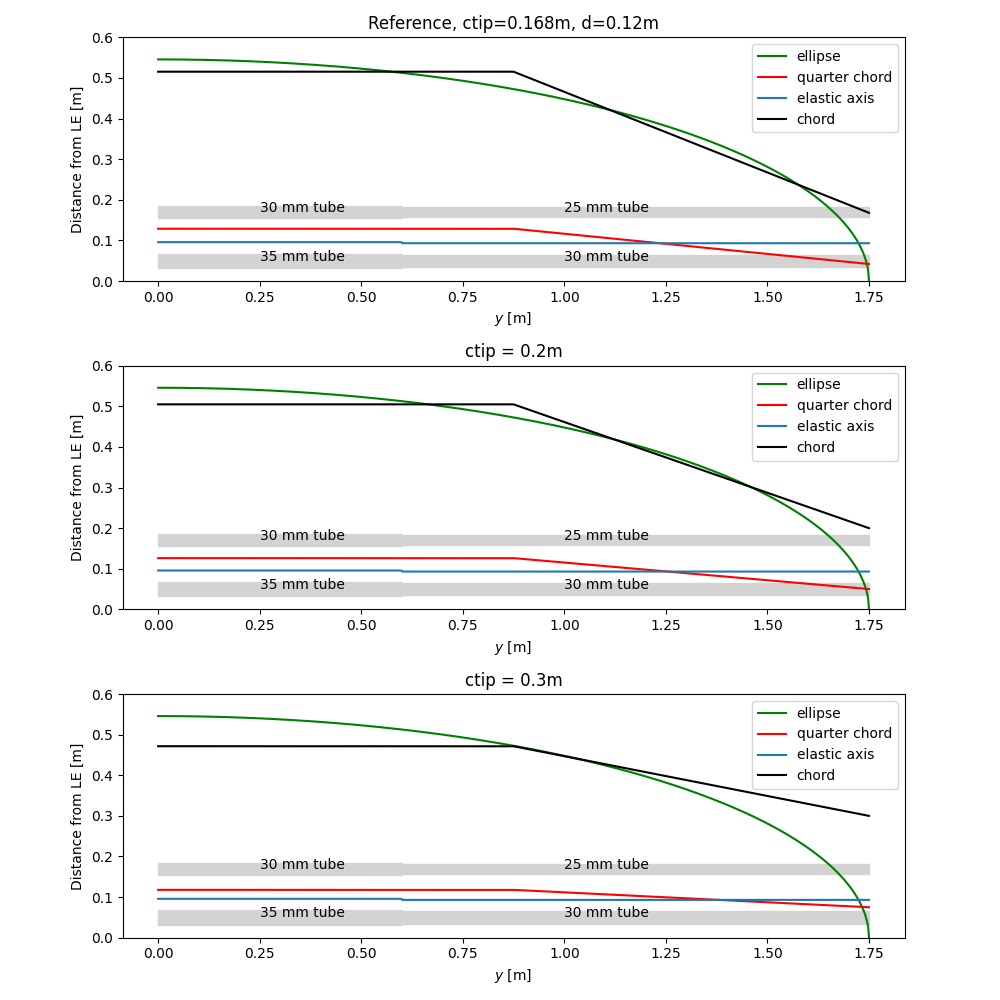 Reference, ctip=0.168m, d=0.12m
0.6
0.5
0.4
0.3
0.2
0.1
0.0
Distance from LE [m]
ellipse
quarter chord
elastic axis
chord
30 mm tube
25 mm tube
35 mm tube
30 mm tube
0.00 0.25 0.50 0.75 1.00 1.25 1.50 1.75
y [m]
ctip = 0.2m
0.6
0.5
0.4
0.3
0.2
0.1
0.0
Distance from LE [m]
ellipse
quarter chord
elastic axis
chord
30 mm tube
25 mm tube
35 mm tube
30 mm tube
0.00 0.25 0.50 0.75 1.00 1.25 1.50 1.75
y [m]
ctip = 0.3m
0.6
0.5
0.4
0.3
0.2
0.1
0.0
Distance from LE [m]
ellipse
quarter chord
elastic axis
chord
30 mm tube
25 mm tube
35 mm tube
30 mm tube
0.00 0.25 0.50 0.75 1.00 1.25 1.50 1.75
y [m]